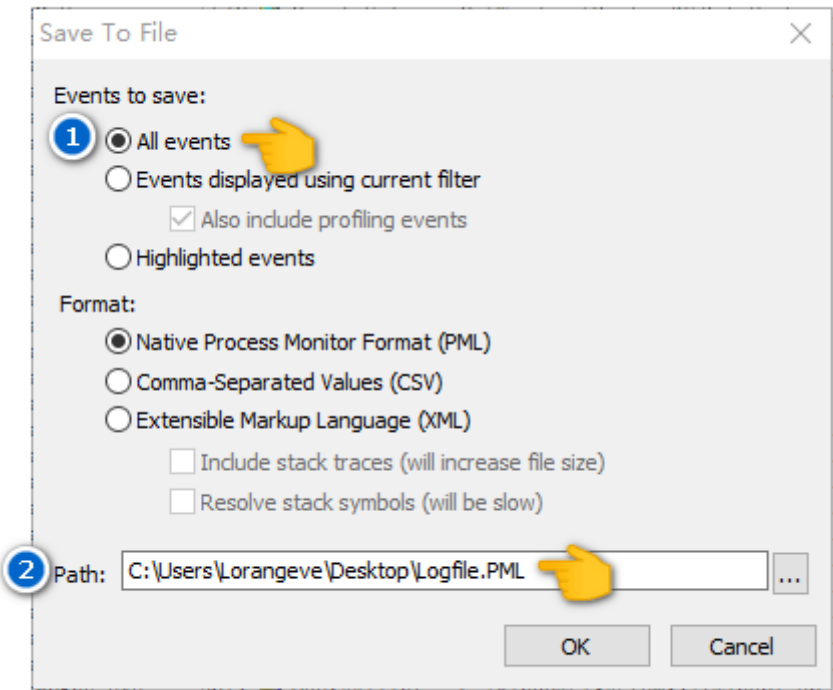 Save To File
Events to save:
1
All events
Events displayed using current filter
Also include profiling events
Highlighted events
Format:
Native Process Monitor Format (PML)
Comma-Separated Values (CSV)
Extensible Markup Language (XML)
Include stack traces (will increase file size)
Resolve stack symbols (will be slow)
2
Path: C:\Users\Lorangeve\Desktop\Logfile.PML ...
OK Cancel